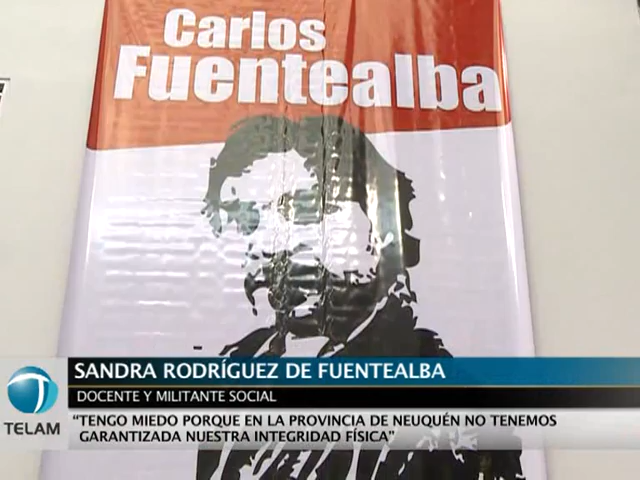 Carlos
Fuentealba
SANDRA RODRÍGUEZ DE FUENTEALBA
DOCENTE Y MILITANTE SOCIAL
TELAM
“TENGO MIEDO PORQUE EN LA PROVINCIA DE NEUQUÉN NO TENEMOS
GARANTIZADA NUESTRA INTEGRIDAD FÍSICA”